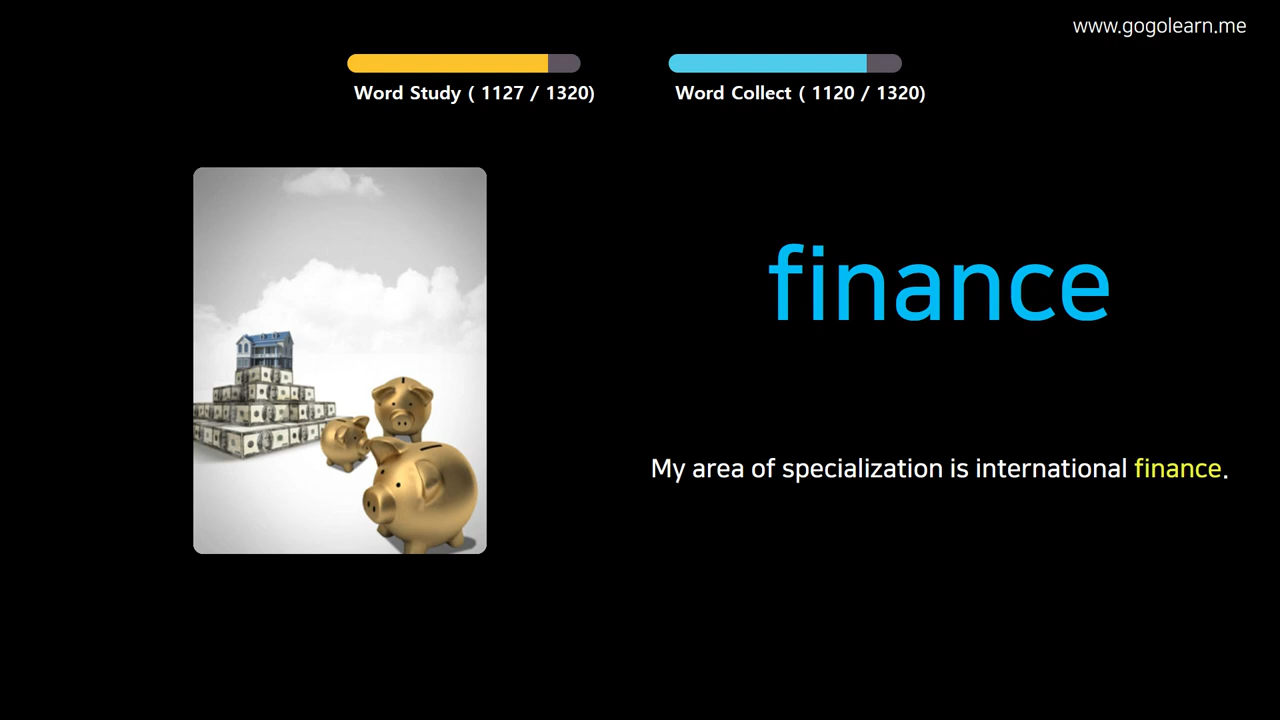 www.gogolearn.me
Word Study ( 1127 / 1320)
Word Collect ( 1120 / 1320)
finance
My area of specialization is international finance.